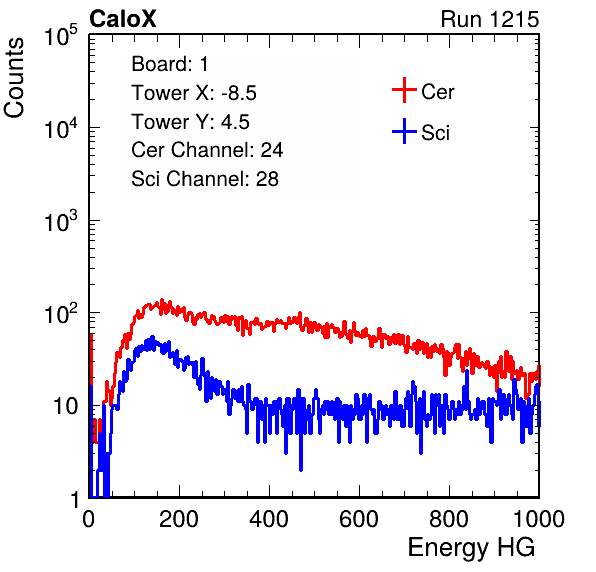 CaloX Run 1215
Counts
10^5
10^4
10^3
10^2
10
1
Board: 1
Tower X: -8.5
Tower Y: 4.5
Cer Channel: 24
Sci Channel: 28
Cer
Sci
0 200 400 600 800 1000
Energy HG